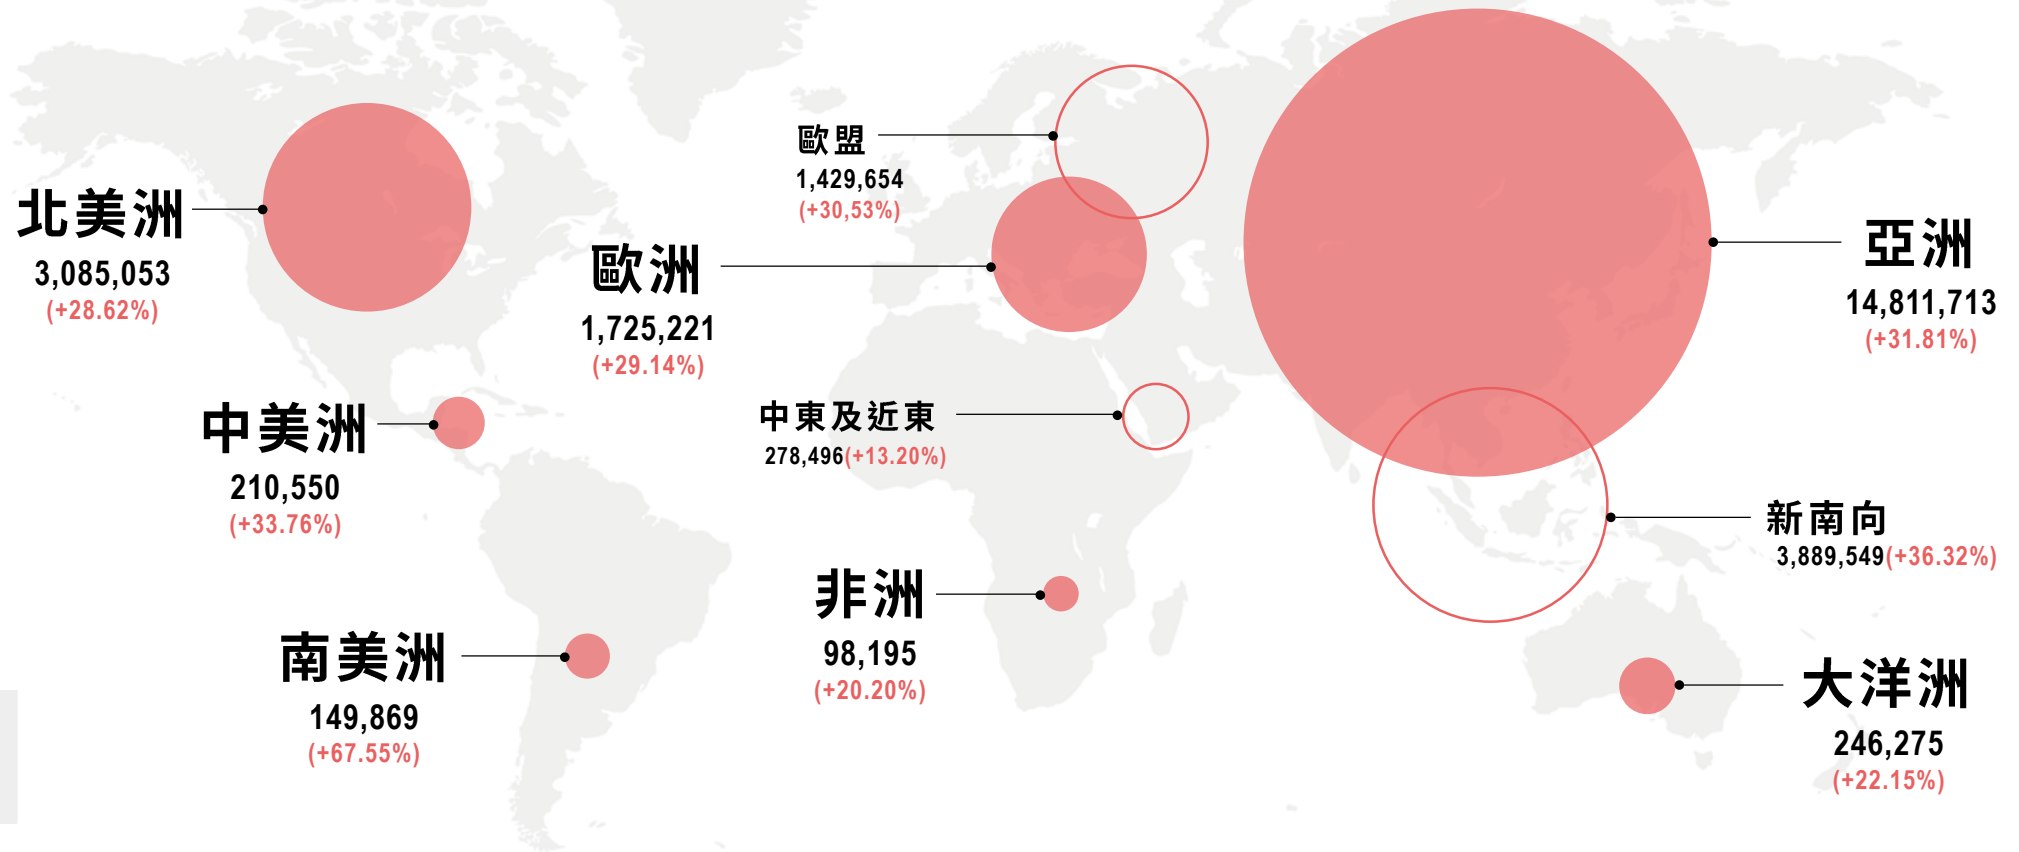 北美洲
3,085,053
(+28.62%)
中美洲
210,550
(+33.76%)
南美洲
149,869
(+67.55%)
歐盟
1,429,654
(+30,53%)
歐洲
1,725,221
(+29.14%)
中東及近東
278,496(+13.20%)
非洲
98,195
(+20.20%)
亞洲
14,811,713
(+31.81%)
新南向
3,889,549(+36.32%)
大洋洲
246,275
(+22.15%)